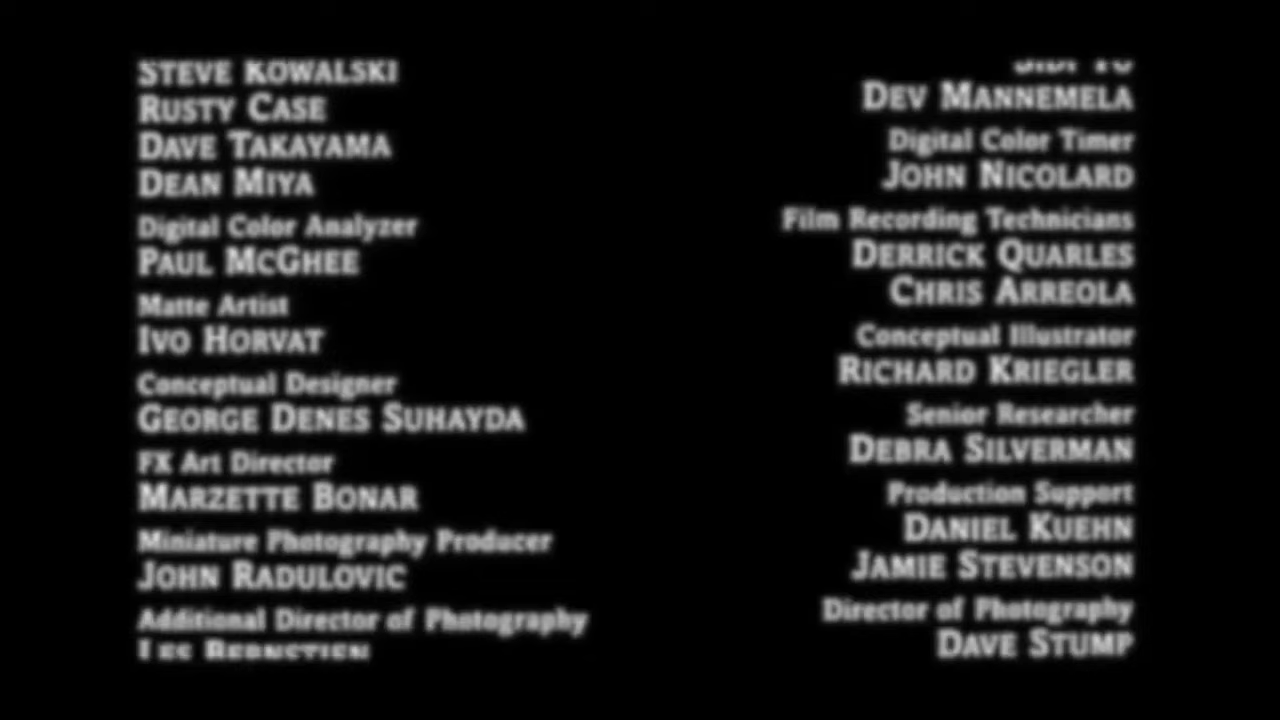 STEVE KOWALSKI
RUSTY CASE
DAVE TAKAYAMA
DEAN MIYA
Digital Color Analyzer
PAUL MCGHEE
Matte Artist
IVO HORVAT
Conceptual Designer
GEORGE DENES SUHAYDA
FX Art Director
MARZETTE BONAR
Miniature Photography Producer
JOHN RADULOVIC
Additional Director of Photography
DEV MANNEMELA
Digital Color Timer
JOHN NICOLARD
Film Recording Technicians
DERRICK QUARLES
CHRIS ARREOLA
Conceptual Illustrator
RICHARD KRIEGLER
Senior Researcher
DEBRA SILVERMAN
Production Support
DANIEL KUEHN
JAMIE STEVENSON
Director of Photography
DAVE STUMP